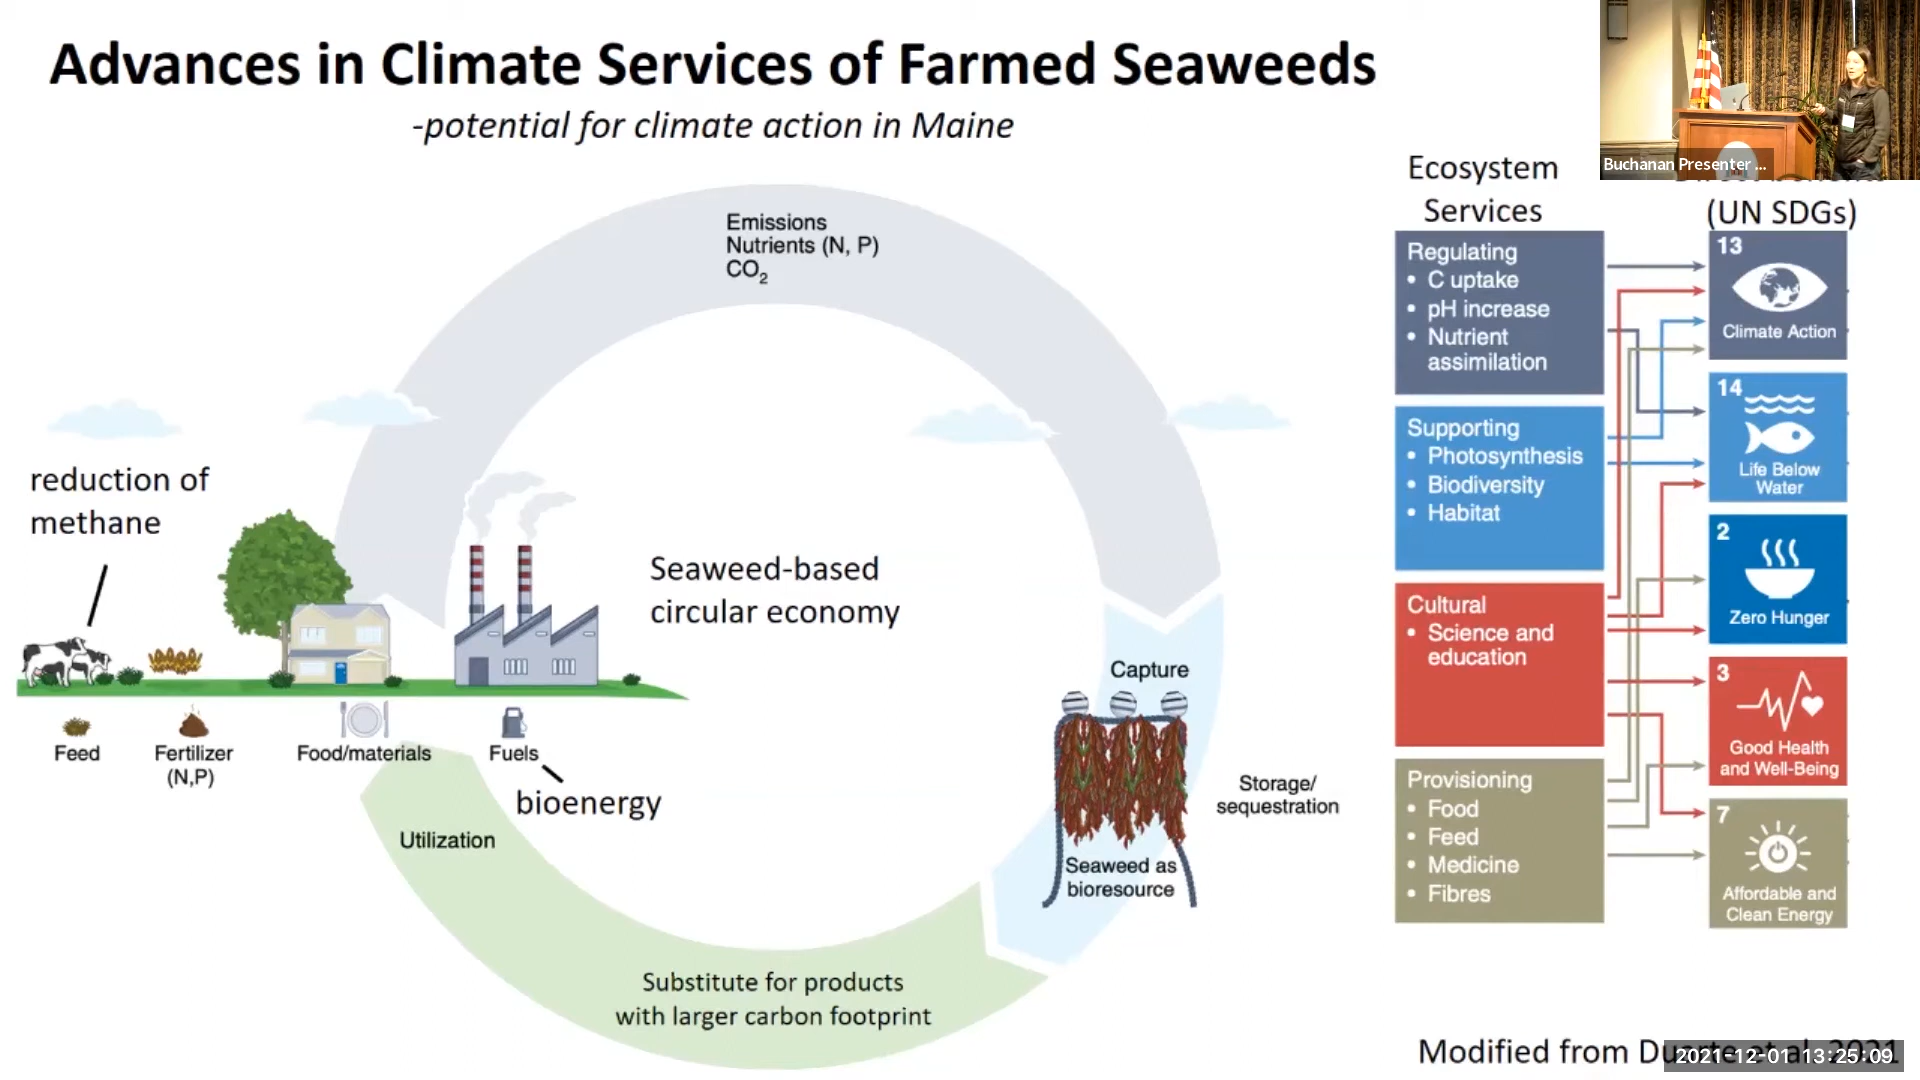 Advances in Climate Services of Farmed Seaweeds
-potential for climate action in Maine
Buchanan Presenter ...
Emissions
Nutrients (N, P)
CO2
reduction of
methane
Seaweed-based
circular economy
Feed
Fertilizer
(N,P)
Food/materials
Fuels
bioenergy
Utilization
Capture
Storage/
sequestration
Seaweed as
bioresource
Substitute for products
with larger carbon footprint
Ecosystem
Services
Regulating
• C uptake
• pH increase
• Nutrient
assimilation
Supporting
• Photosynthesis
• Biodiversity
• Habitat
Cultural
• Science and
education
Provisioning
• Food
• Feed
• Medicine
• Fibres
(UN SDGs)
13
Climate Action
14
Life Below
Water
2
Zero Hunger
3
Good Health
and Well-Being
7
Affordable and
Clean Energy
Modified from Duarte et al. 2021
2021-12-01 13:25:09